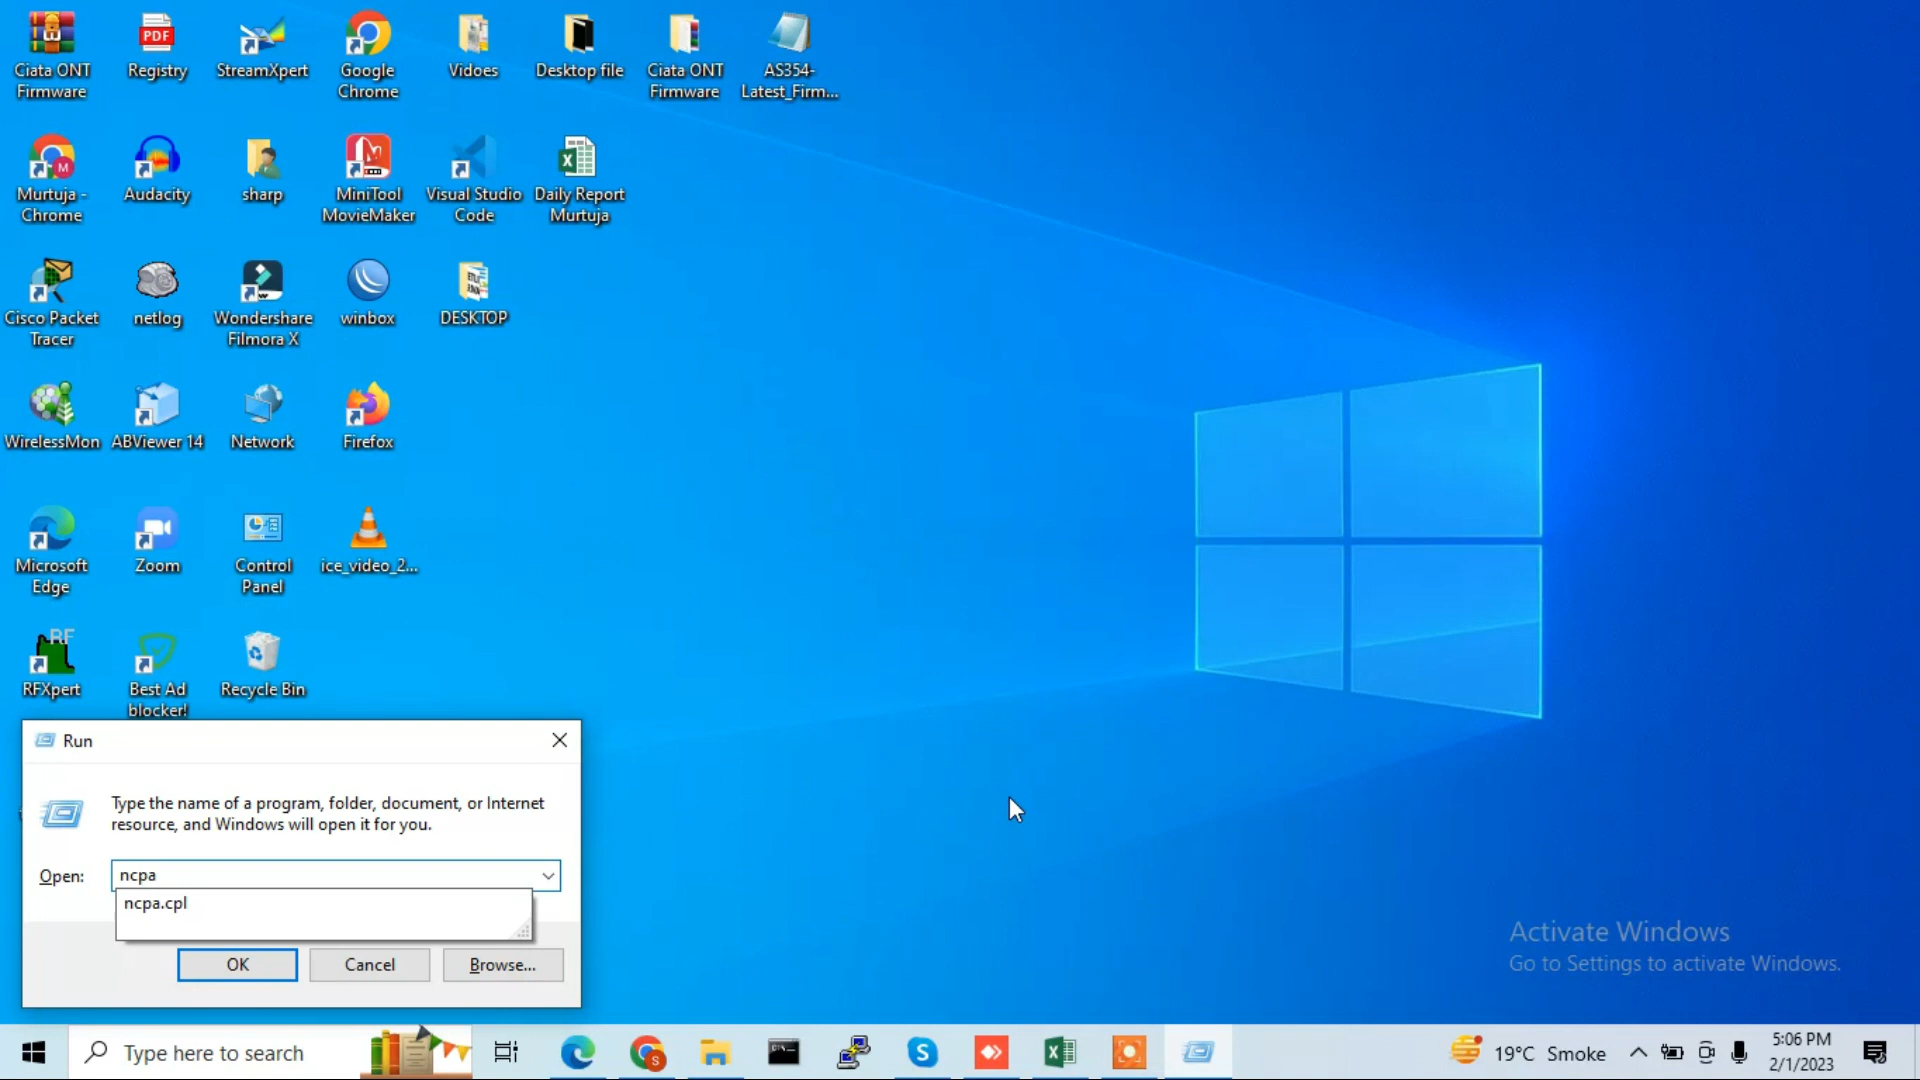 Ciata ONT
Firmware
PDF
Registry
StreamXpert
Google
Chrome
Vidoes
Desktop file
Ciata ONT
Firmware
AS354-
Latest_Firm...
M
Murtuja -
Chrome
Audacity
sharp
MiniTool
MovieMaker
Visual Studio
Code
X
Daily Report
Murtuja
Cisco Packet
Tracer
netlog
Wondershare
Filmora X
winbox
DESKTOP
WirelessMon
ABViewer 14
Network
Firefox
Microsoft
Edge
Zoom
Control
Panel
ice_video_2...
RF
RFXpert
Best Ad
blocker!
Recycle Bin
Run
Type the name of a program, folder, document, or Internet
resource, and Windows will open it for you.
Open:
ncpa
ncpa.cpl
OK
Cancel
Browse...
Activate Windows
Go to Settings to activate Windows.
Type here to search
S
S
X
19°C Smoke
5:06 PM
2/1/2023